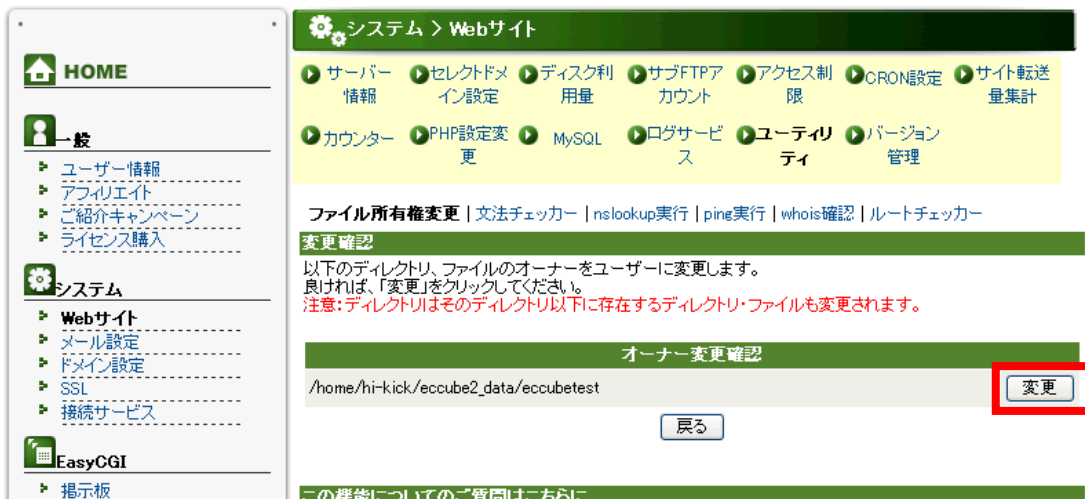 HOME
一般
ユーザー情報
アフィリエイト
ご紹介キャンペーン
ライセンス購入
システム
Webサイト
メール設定
ドメイン設定
SSL
接続サービス
EasyCGI
掲示板
システム > Webサイト
サーバー情報
セレクトドメイン設定
ディスク利用量
サブFTPアカウント
アクセス制限
CRON設定
サイト転送量集計
カウンター
PHP設定変更
MySQL
ログサービス
ユーティリティ
バージョン管理
ファイル所有権変更 | 文法チェッカー | nslookup実行 | ping実行 | whois確認 | ルートチェッカー
変更確認
以下のディレクトリ、ファイルのオーナーをユーザーに変更します。
良ければ、「変更」をクリックしてください。
注意:ディレクトリはそのディレクトリ以下に存在するディレクトリ・ファイルも変更されます。
オーナー変更確認
/home/hi-kick/eccube2_data/eccubetest 変更
戻る
この機能についてのご質問はこちらに